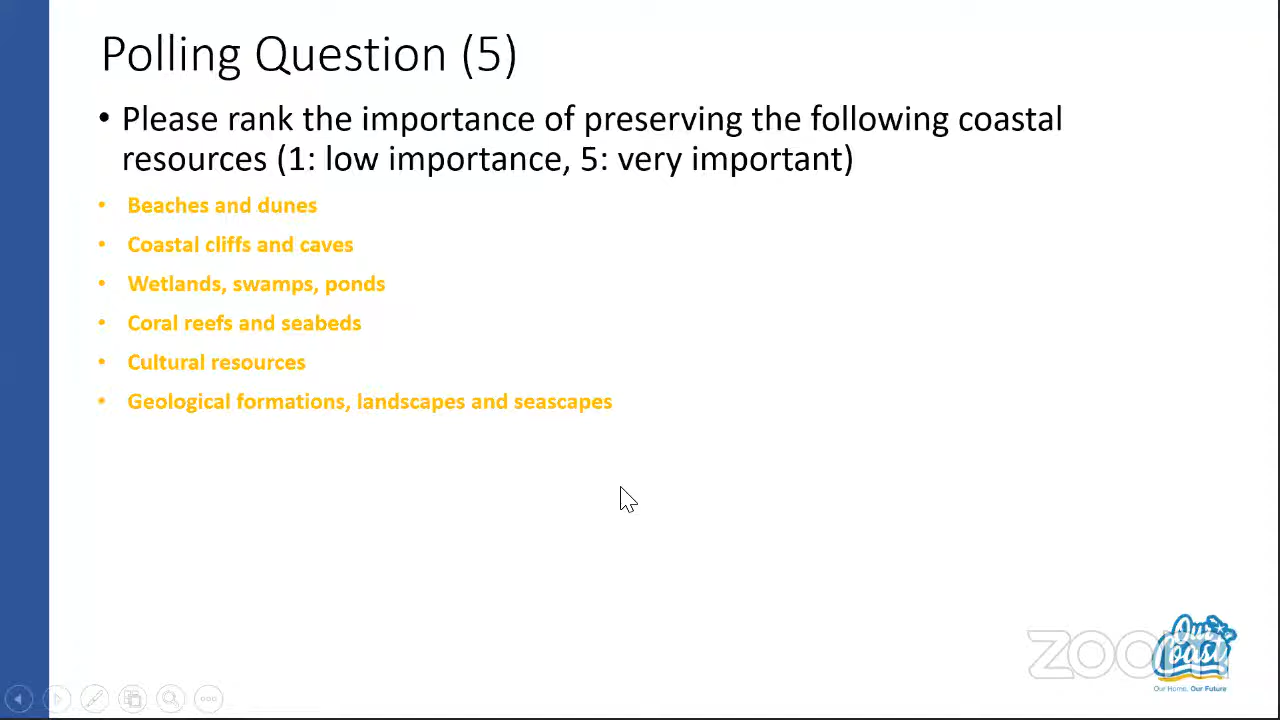 Polling Question (5)
• Please rank the importance of preserving the following coastal
resources (1: low importance, 5: very important)
• Beaches and dunes
• Coastal cliffs and caves
• Wetlands, swamps, ponds
• Coral reefs and seabeds
• Cultural resources
• Geological formations, landscapes and seascapes
zoom
Our
Coast
Our Home, Our Future